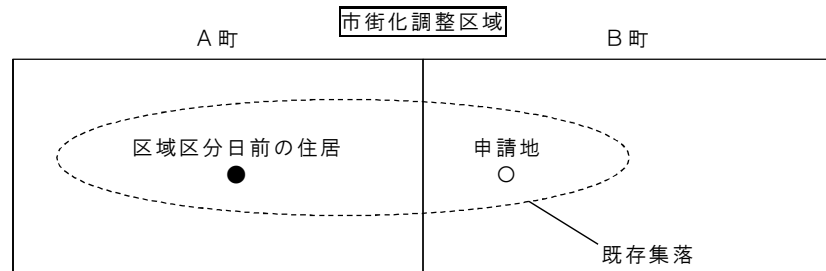 市街化調整区域
A町
B町
区域区分日前の住居
申請地
既存集落